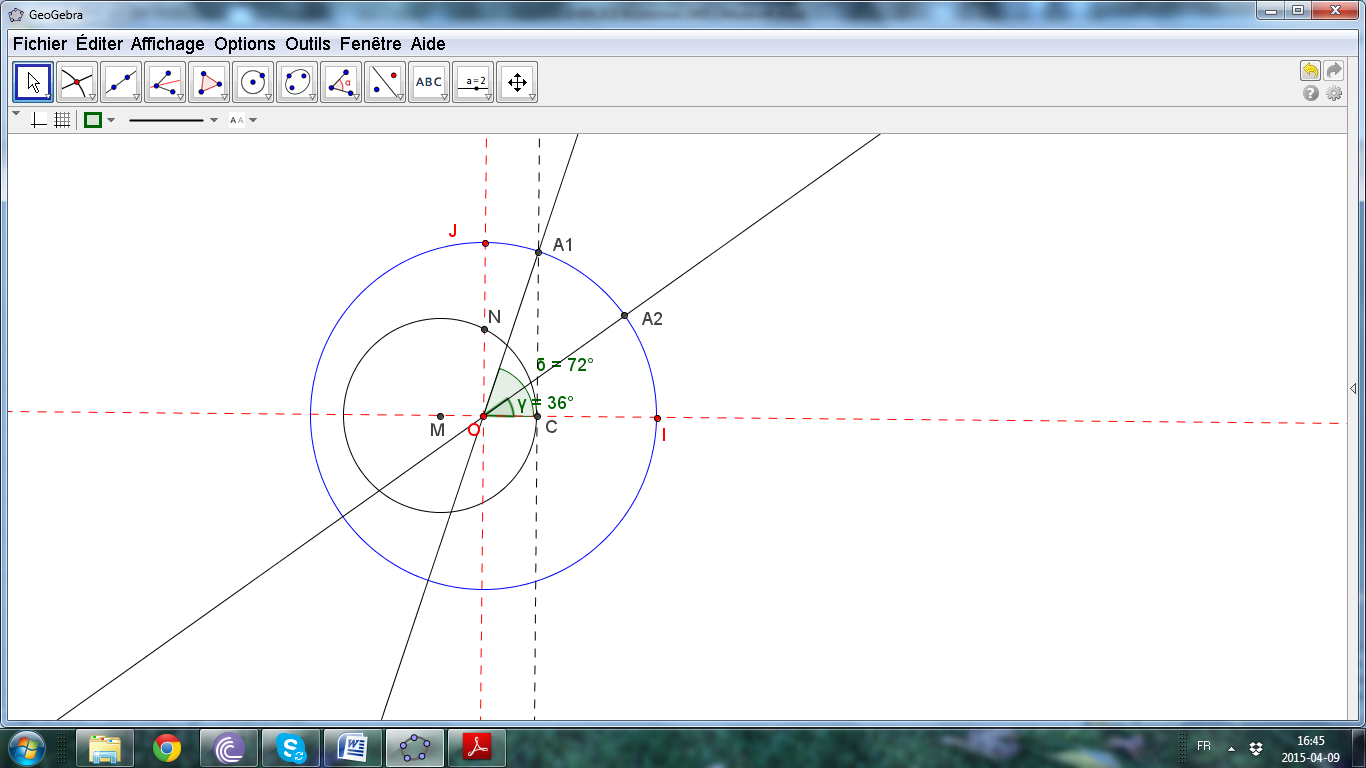 GeoGebra
Fichier Éditer Affichage Options Outils Fenêtre Aide
α ABC a=2
A A
J
A1
N
A2
δ = 72°
γ = 36°
M O C I
FR 16:45
2015-04-09